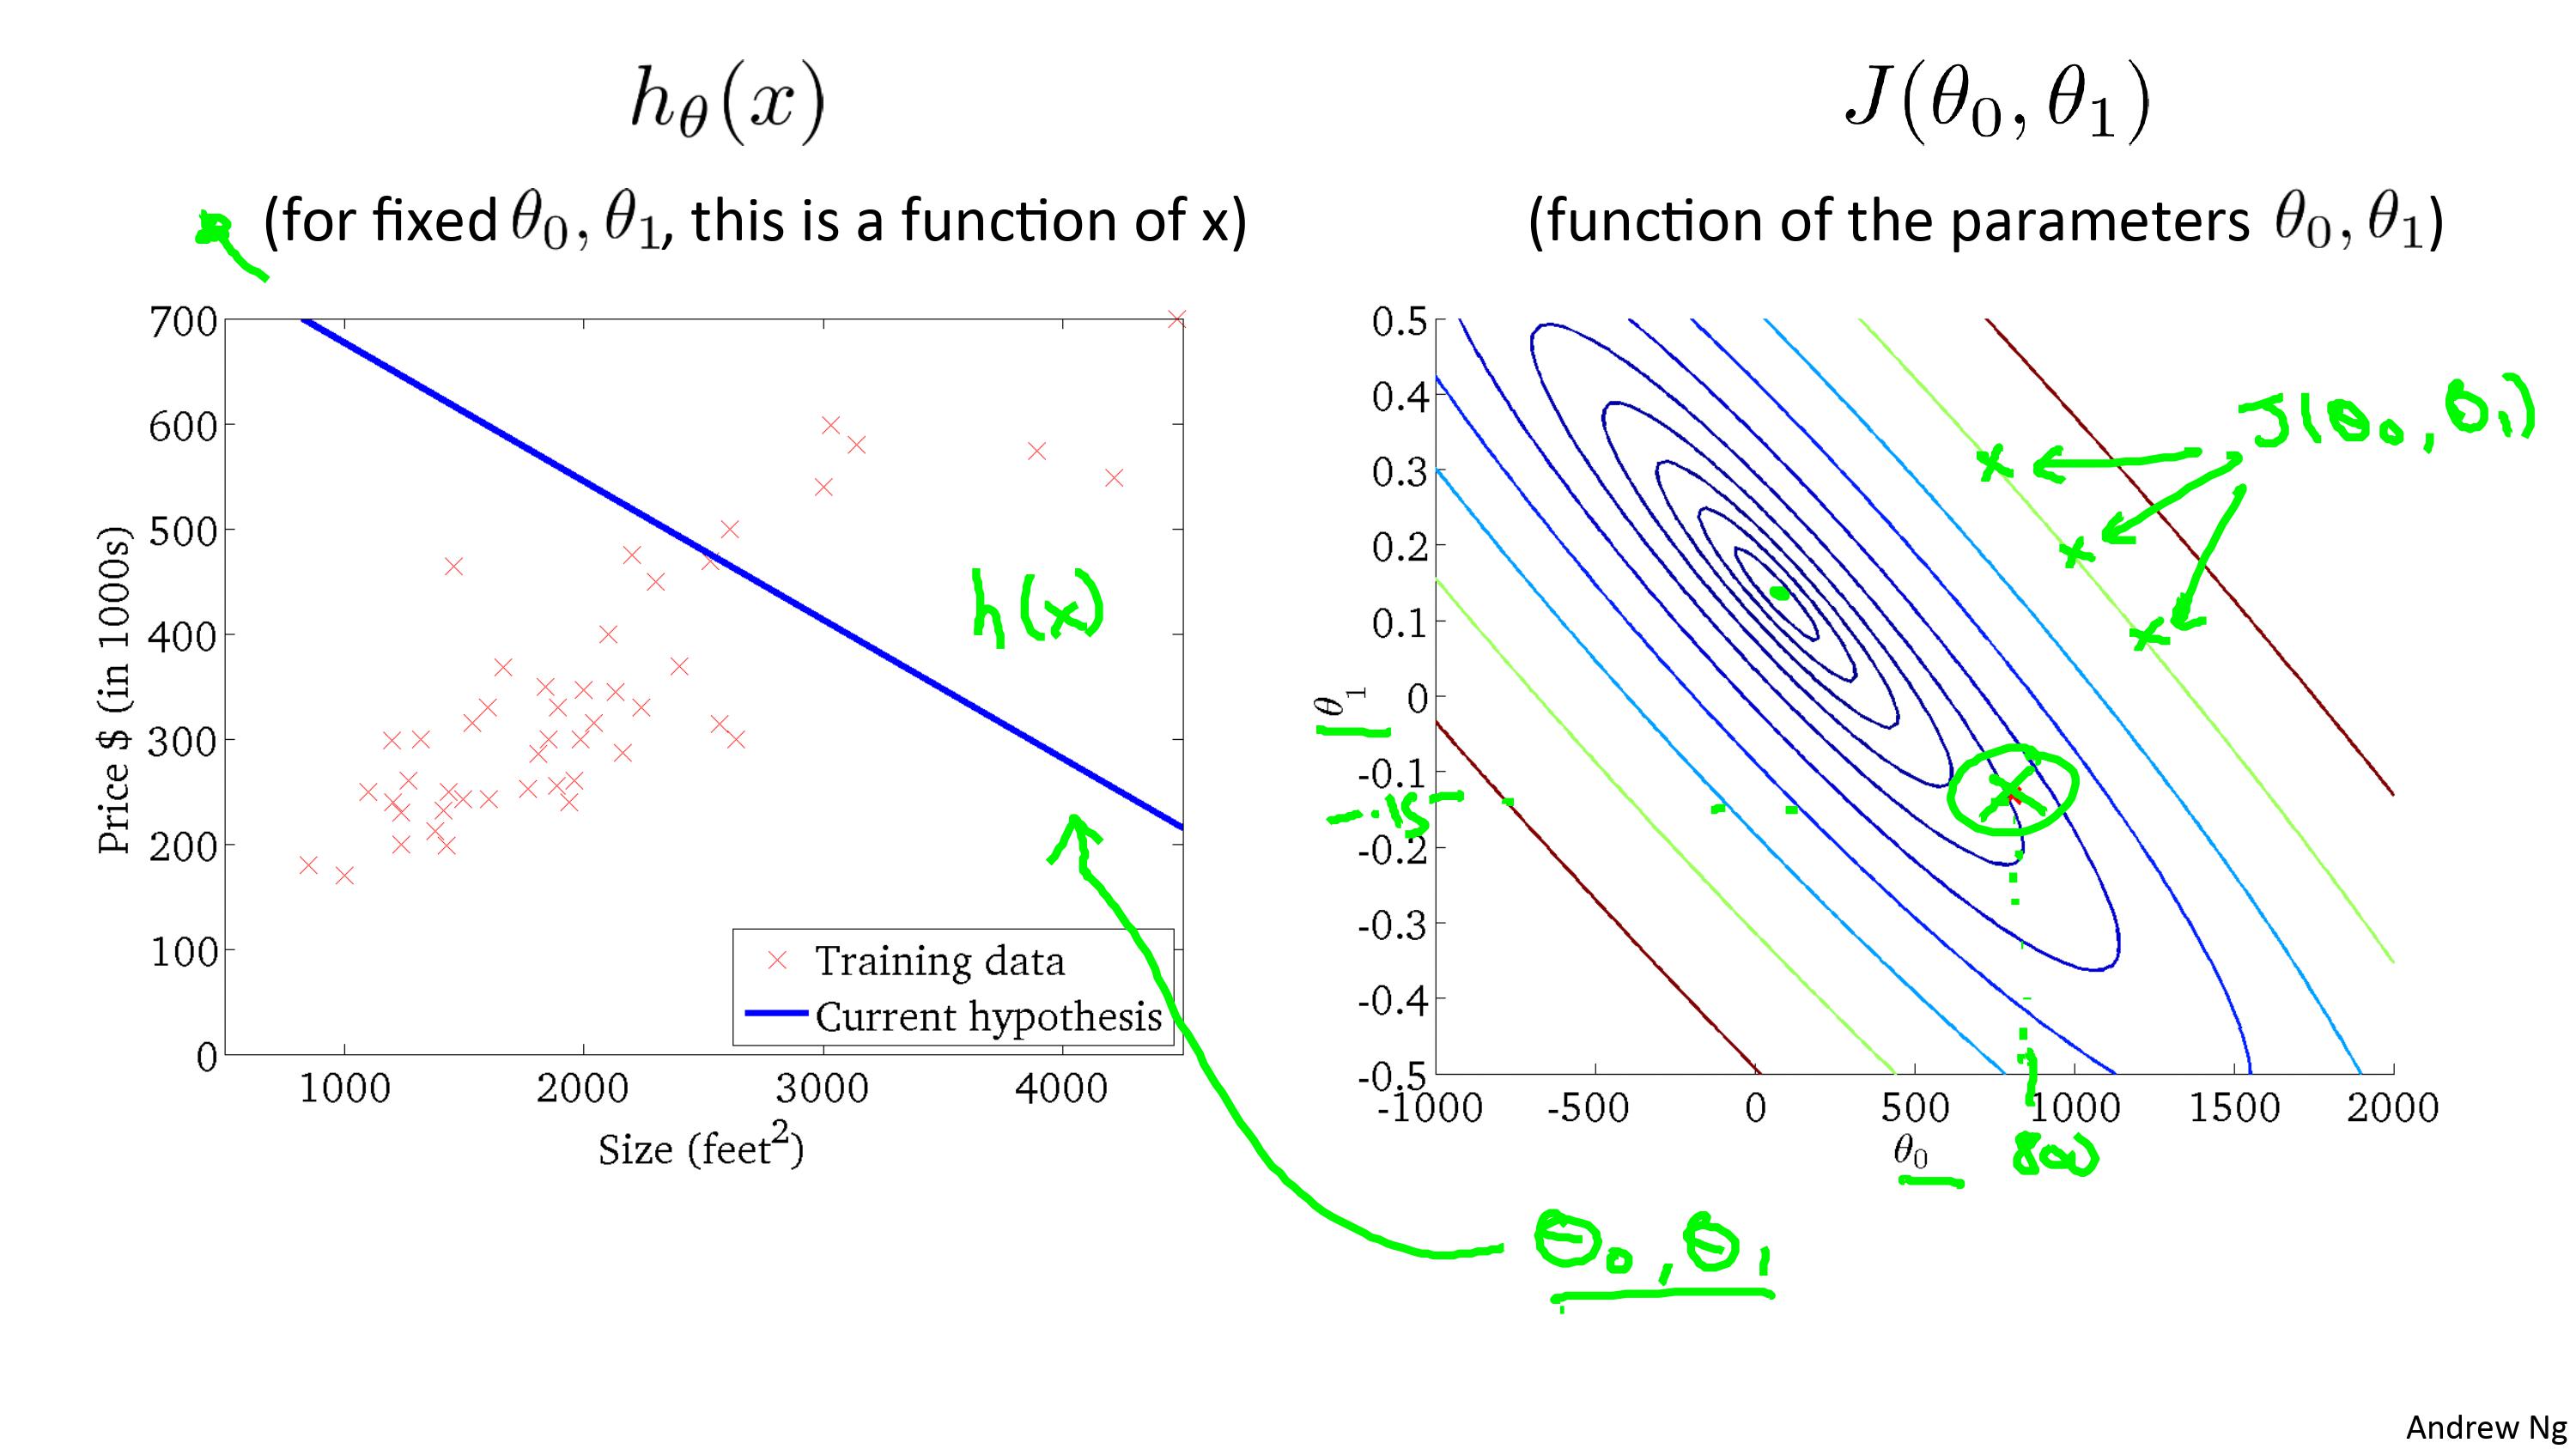 hθ(x)
(for fixed θ0, θ1, this is a function of x)
700
600
500
400
300
200
100
0
Price $ (in 1000s)
h(x)
Training data
Current hypothesis
1000 2000 3000 4000
Size (feet²)
J(θ0, θ1)
(function of the parameters θ0, θ1)
0.5
0.4
0.3
0.2
0.1
0
-0.1
-0.2
-0.3
-0.4
-0.5
θ1
-.15
J(θ0, θ1)
-1000 -500 0 500 1000 1500 2000
θ0
800
θ0, θ1
Andrew Ng